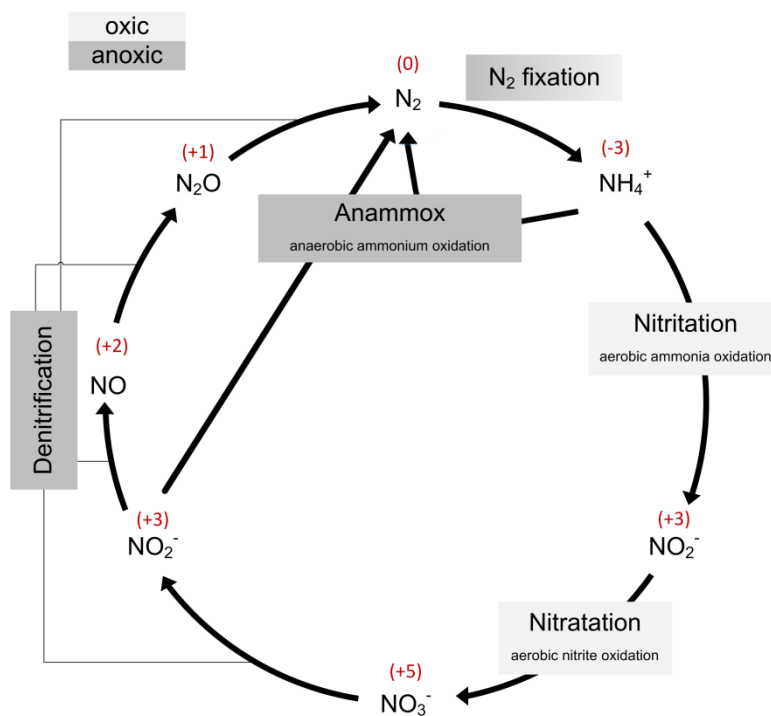 oxic
anoxic
(0)
N₂
N₂ fixation
(-3)
NH₄⁺
(+1)
N₂O
Anammox
anaerobic ammonium oxidation
Nitritation
aerobic ammonia oxidation
(+2)
NO
Denitrification
(+3)
NO₂⁻
(+3)
NO₂⁻
Nitratation
aerobic nitrite oxidation
(+5)
NO₃⁻